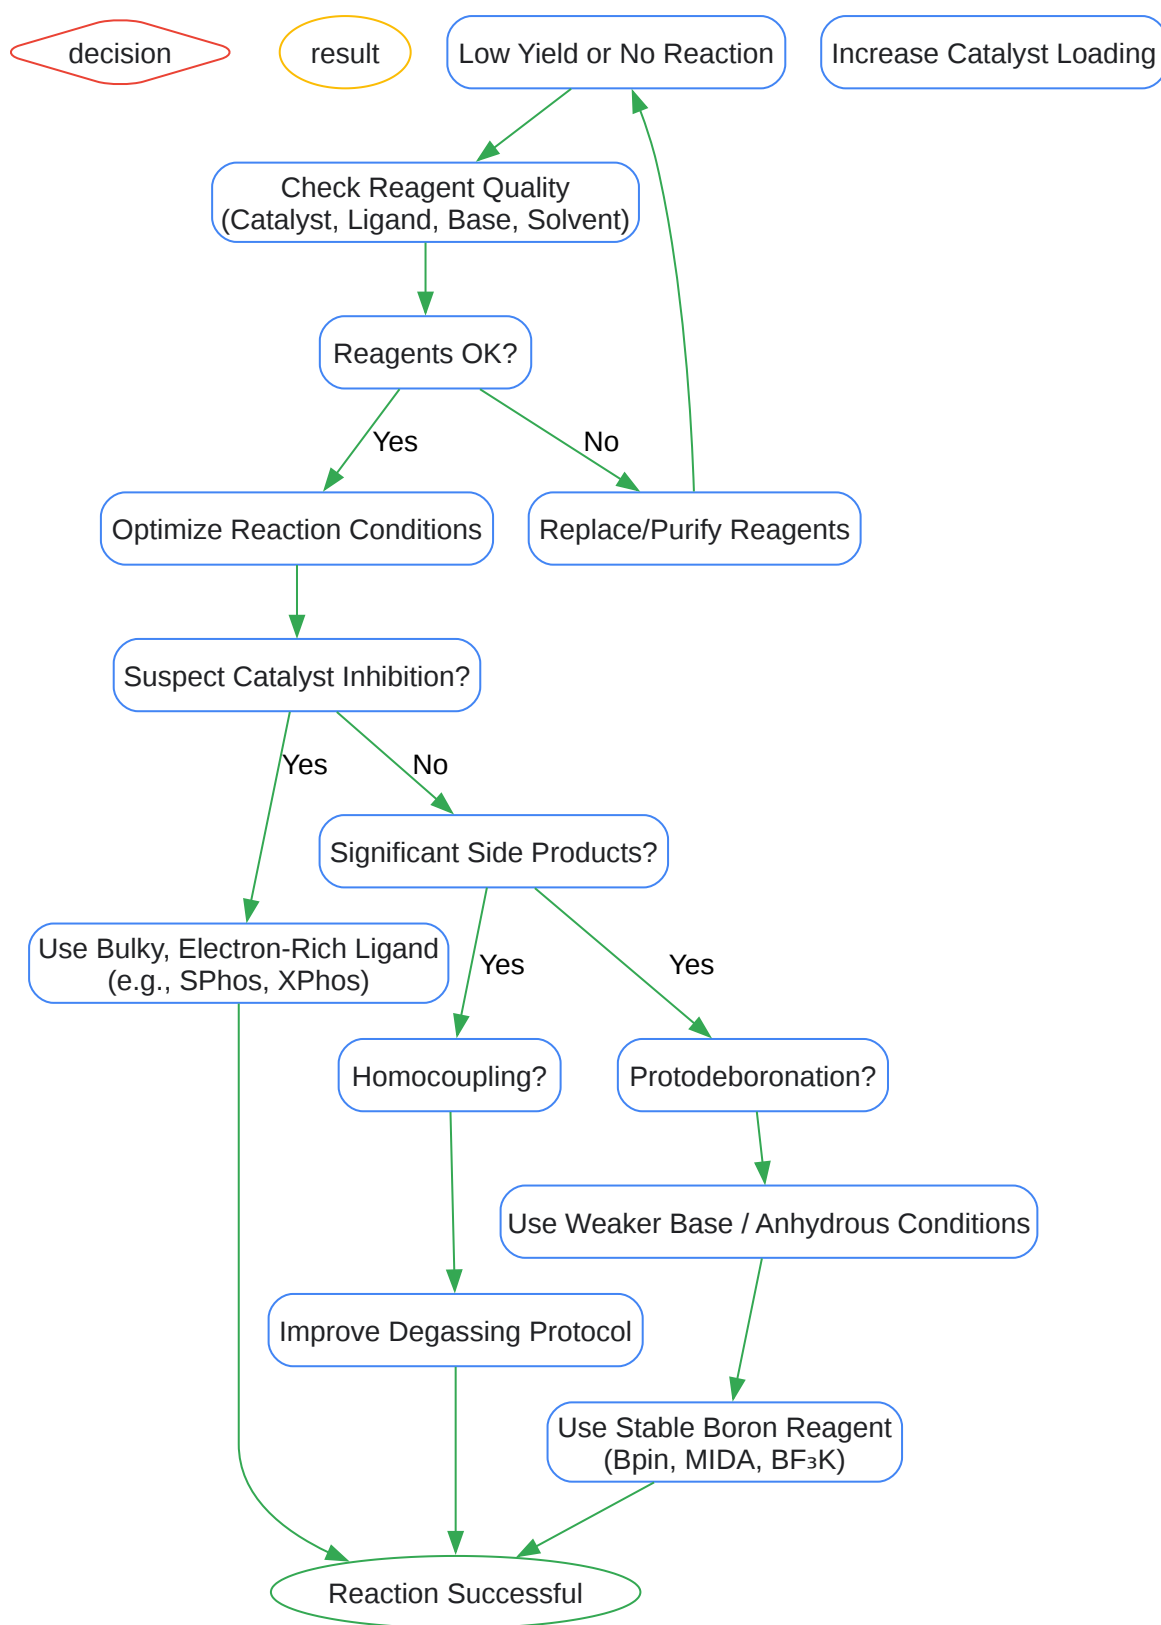 decision
result
Low Yield or No Reaction
Increase Catalyst Loading
Check Reagent Quality
(Catalyst, Ligand, Base, Solvent)
Reagents OK?
Yes
No
Optimize Reaction Conditions
Replace/Purify Reagents
Suspect Catalyst Inhibition?
Yes
No
Significant Side Products?
Use Bulky, Electron-Rich Ligand
(e.g., SPhos, XPhos)
Yes
Yes
Homocoupling?
Protodeboronation?
Use Weaker Base / Anhydrous Conditions
Improve Degassing Protocol
Use Stable Boron Reagent
(Bpin, MIDA, BF₃K)
Reaction Successful